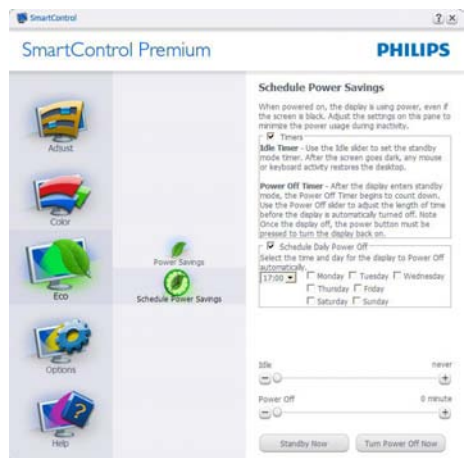 SmartControl
SmartControl Premium
PHILIPS
Adjust
Color
Eco
Options
Help
Power Savings
Schedule Power Savings
Schedule Power Savings
When powered on, the display is using power, even if
the screen is black. Adjust the settings on this pane to
minimize the power usage during inactivity.
Timers
Idle Timer - Use the Idle slider to set the standby
mode timer. After the screen goes dark, any mouse
or keyboard activity restores the desktop.
Power Off Timer - After the display enters standby
mode, the Power Off Timer begins to count down.
Use the Power Off slider to adjust the length of time
before the display is automatically turned off. Note
Once the display off, the power button must be
pressed to turn the display back on.
Schedule Daily Power Off
Select the time and day for the display to Power Off
automatically.
17:00 Monday Tuesday Wednesday
Thursday Friday
Saturday Sunday
Idle never
Power Off 0 minute
Standby Now Turn Power Off Now